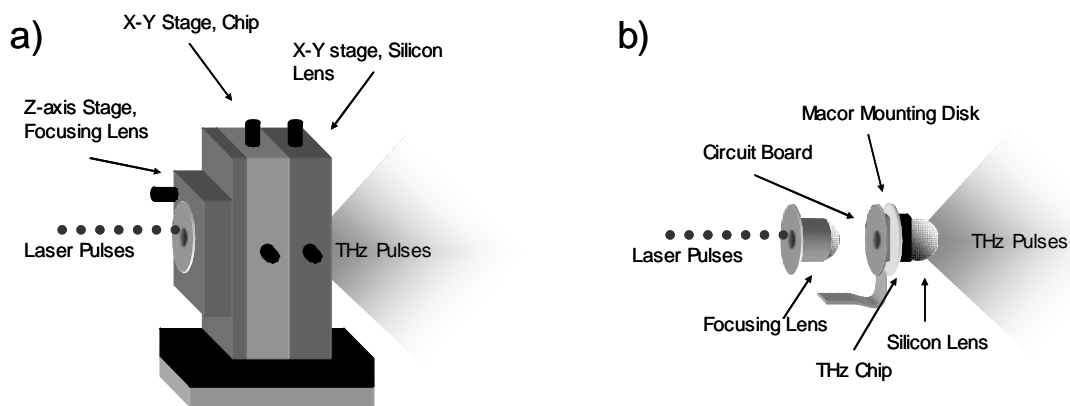 a)
X-Y Stage, Chip
X-Y stage, Silicon
Lens
Z-axis Stage,
Focusing Lens
Laser Pulses
THz Pulses
b)
Macor Mounting Disk
Circuit Board
Laser Pulses
THz Pulses
Focusing Lens
Silicon Lens
THz Chip